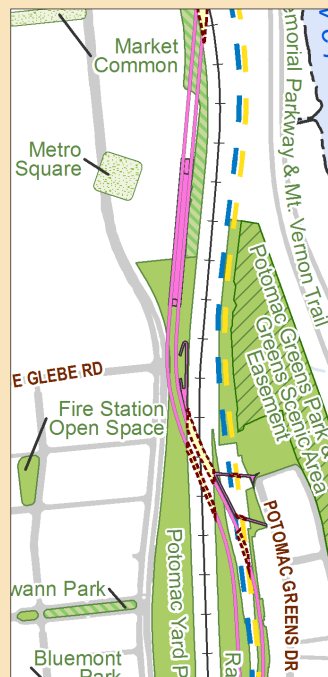 Market
Common
emorial Parkway & Mt. Vernon Trail
Metro
Square
Potomac Greens Park &
Greens Scenic Area
Easement
E GLEBE RD
Fire Station
Open Space
POTOMAC GREENS DR
Potomac Yard P
wann Park
Bluemont
Park
Ra